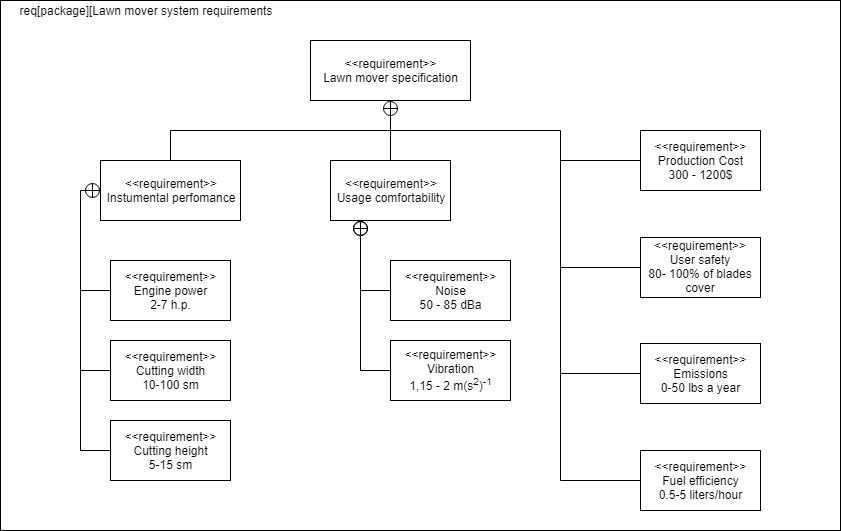 req[package][Lawn mover system requirements
<<requirement>>
Lawn mover specification
<<requirement>>
Instumental perfomance
<<requirement>>
Engine power
2-7 h.p.
<<requirement>>
Cutting width
10-100 sm
<<requirement>>
Cutting height
5-15 sm
<<requirement>>
Usage comfortability
<<requirement>>
Noise
50 - 85 dBa
<<requirement>>
Vibration
1,15 - 2 m(s²)⁻¹
<<requirement>>
Production Cost
300 - 1200$
<<requirement>>
User safety
80- 100% of blades
cover
<<requirement>>
Emissions
0-50 lbs a year
<<requirement>>
Fuel efficiency
0.5-5 liters/hour